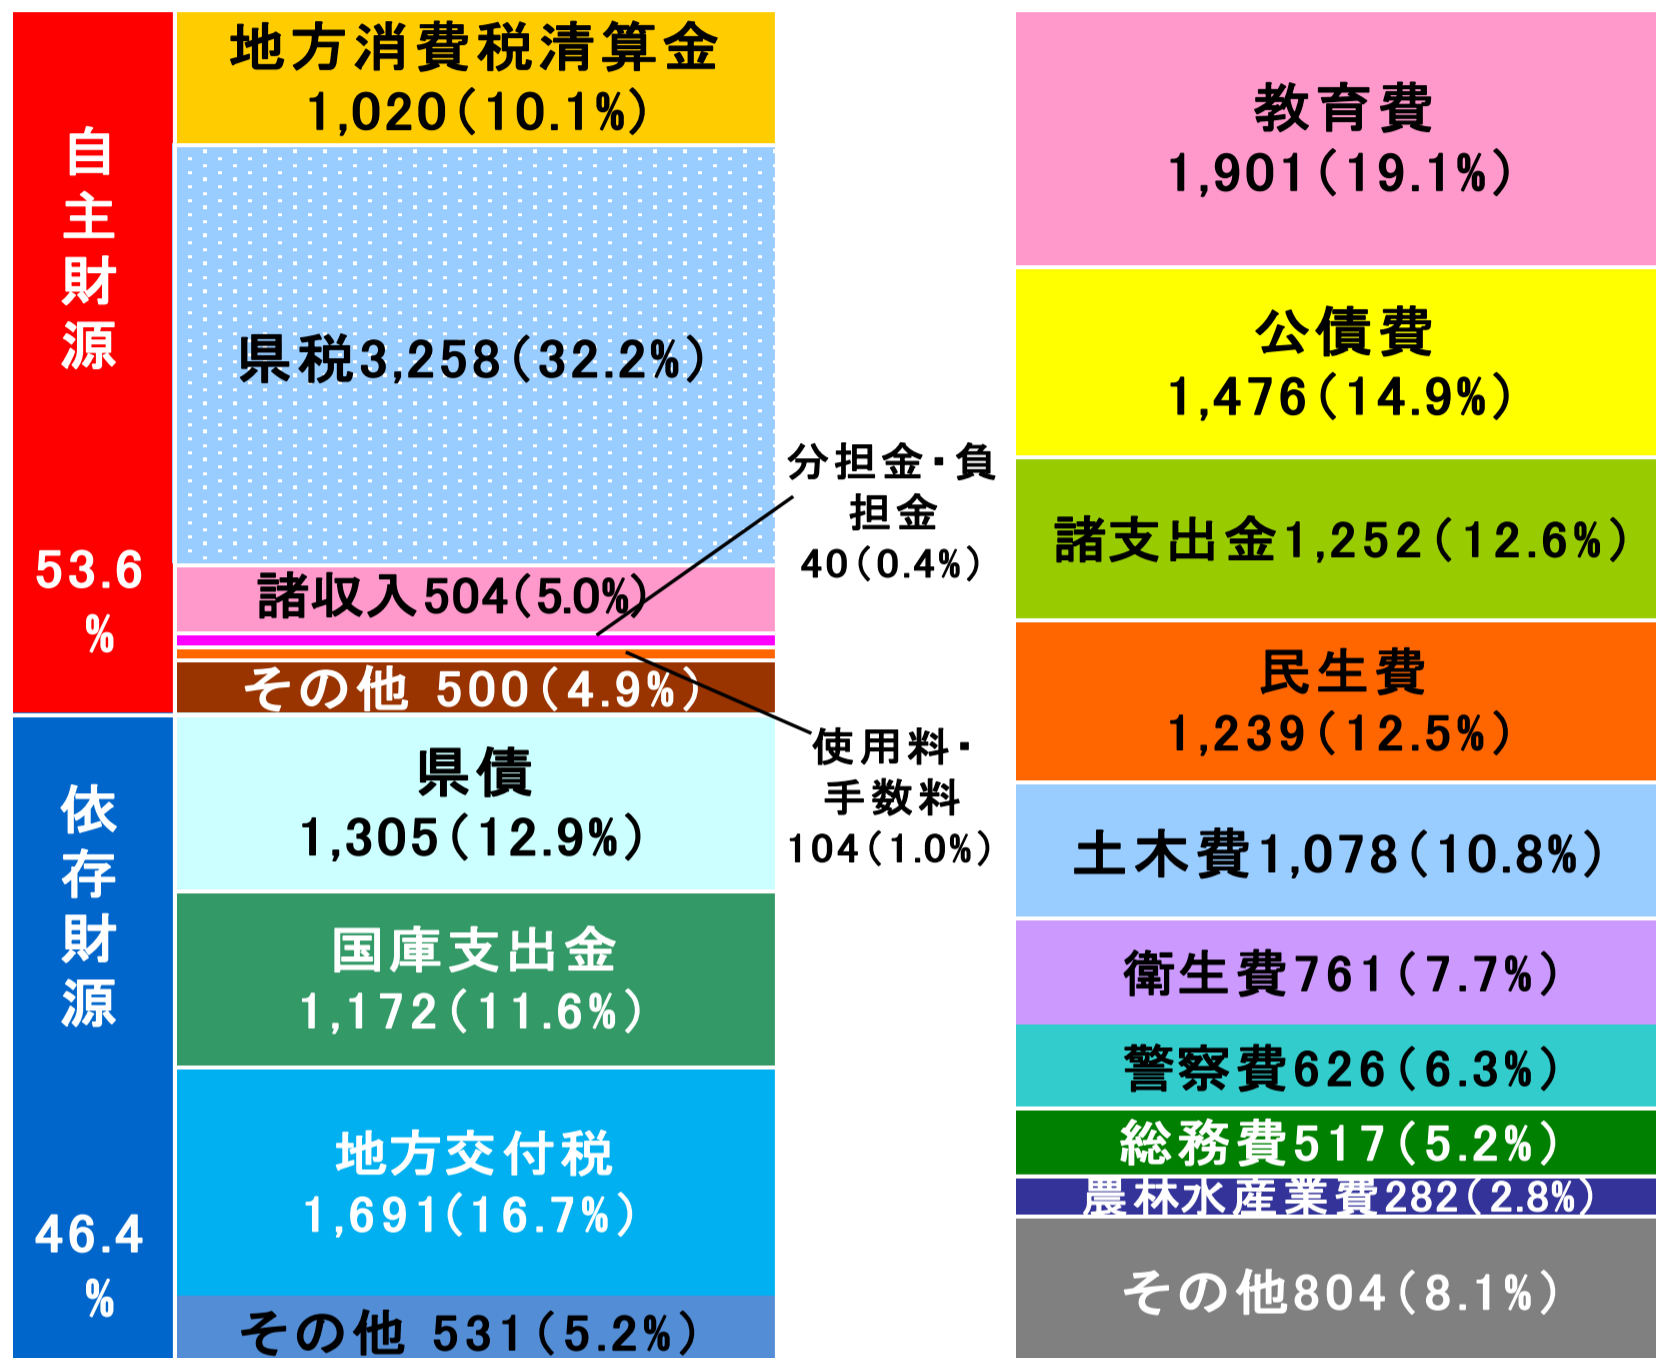 自主財源
53.6
%
地方消費税清算金
1,020(10.1%)
県税3,258(32.2%)
諸収入504(5.0%)
その他 500(4.9%)
分担金・負
担金
40(0.4%)
使用料・
手数料
104(1.0%)
依存財源
46.4
%
県債
1,305(12.9%)
国庫支出金
1,172(11.6%)
地方交付税
1,691(16.7%)
その他 531(5.2%)
教育費
1,901(19.1%)
公債費
1,476(14.9%)
諸支出金1,252(12.6%)
民生費
1,239(12.5%)
土木費1,078(10.8%)
衛生費761(7.7%)
警察費626(6.3%)
総務費517(5.2%)
農林水産業費282(2.8%)
その他804(8.1%)